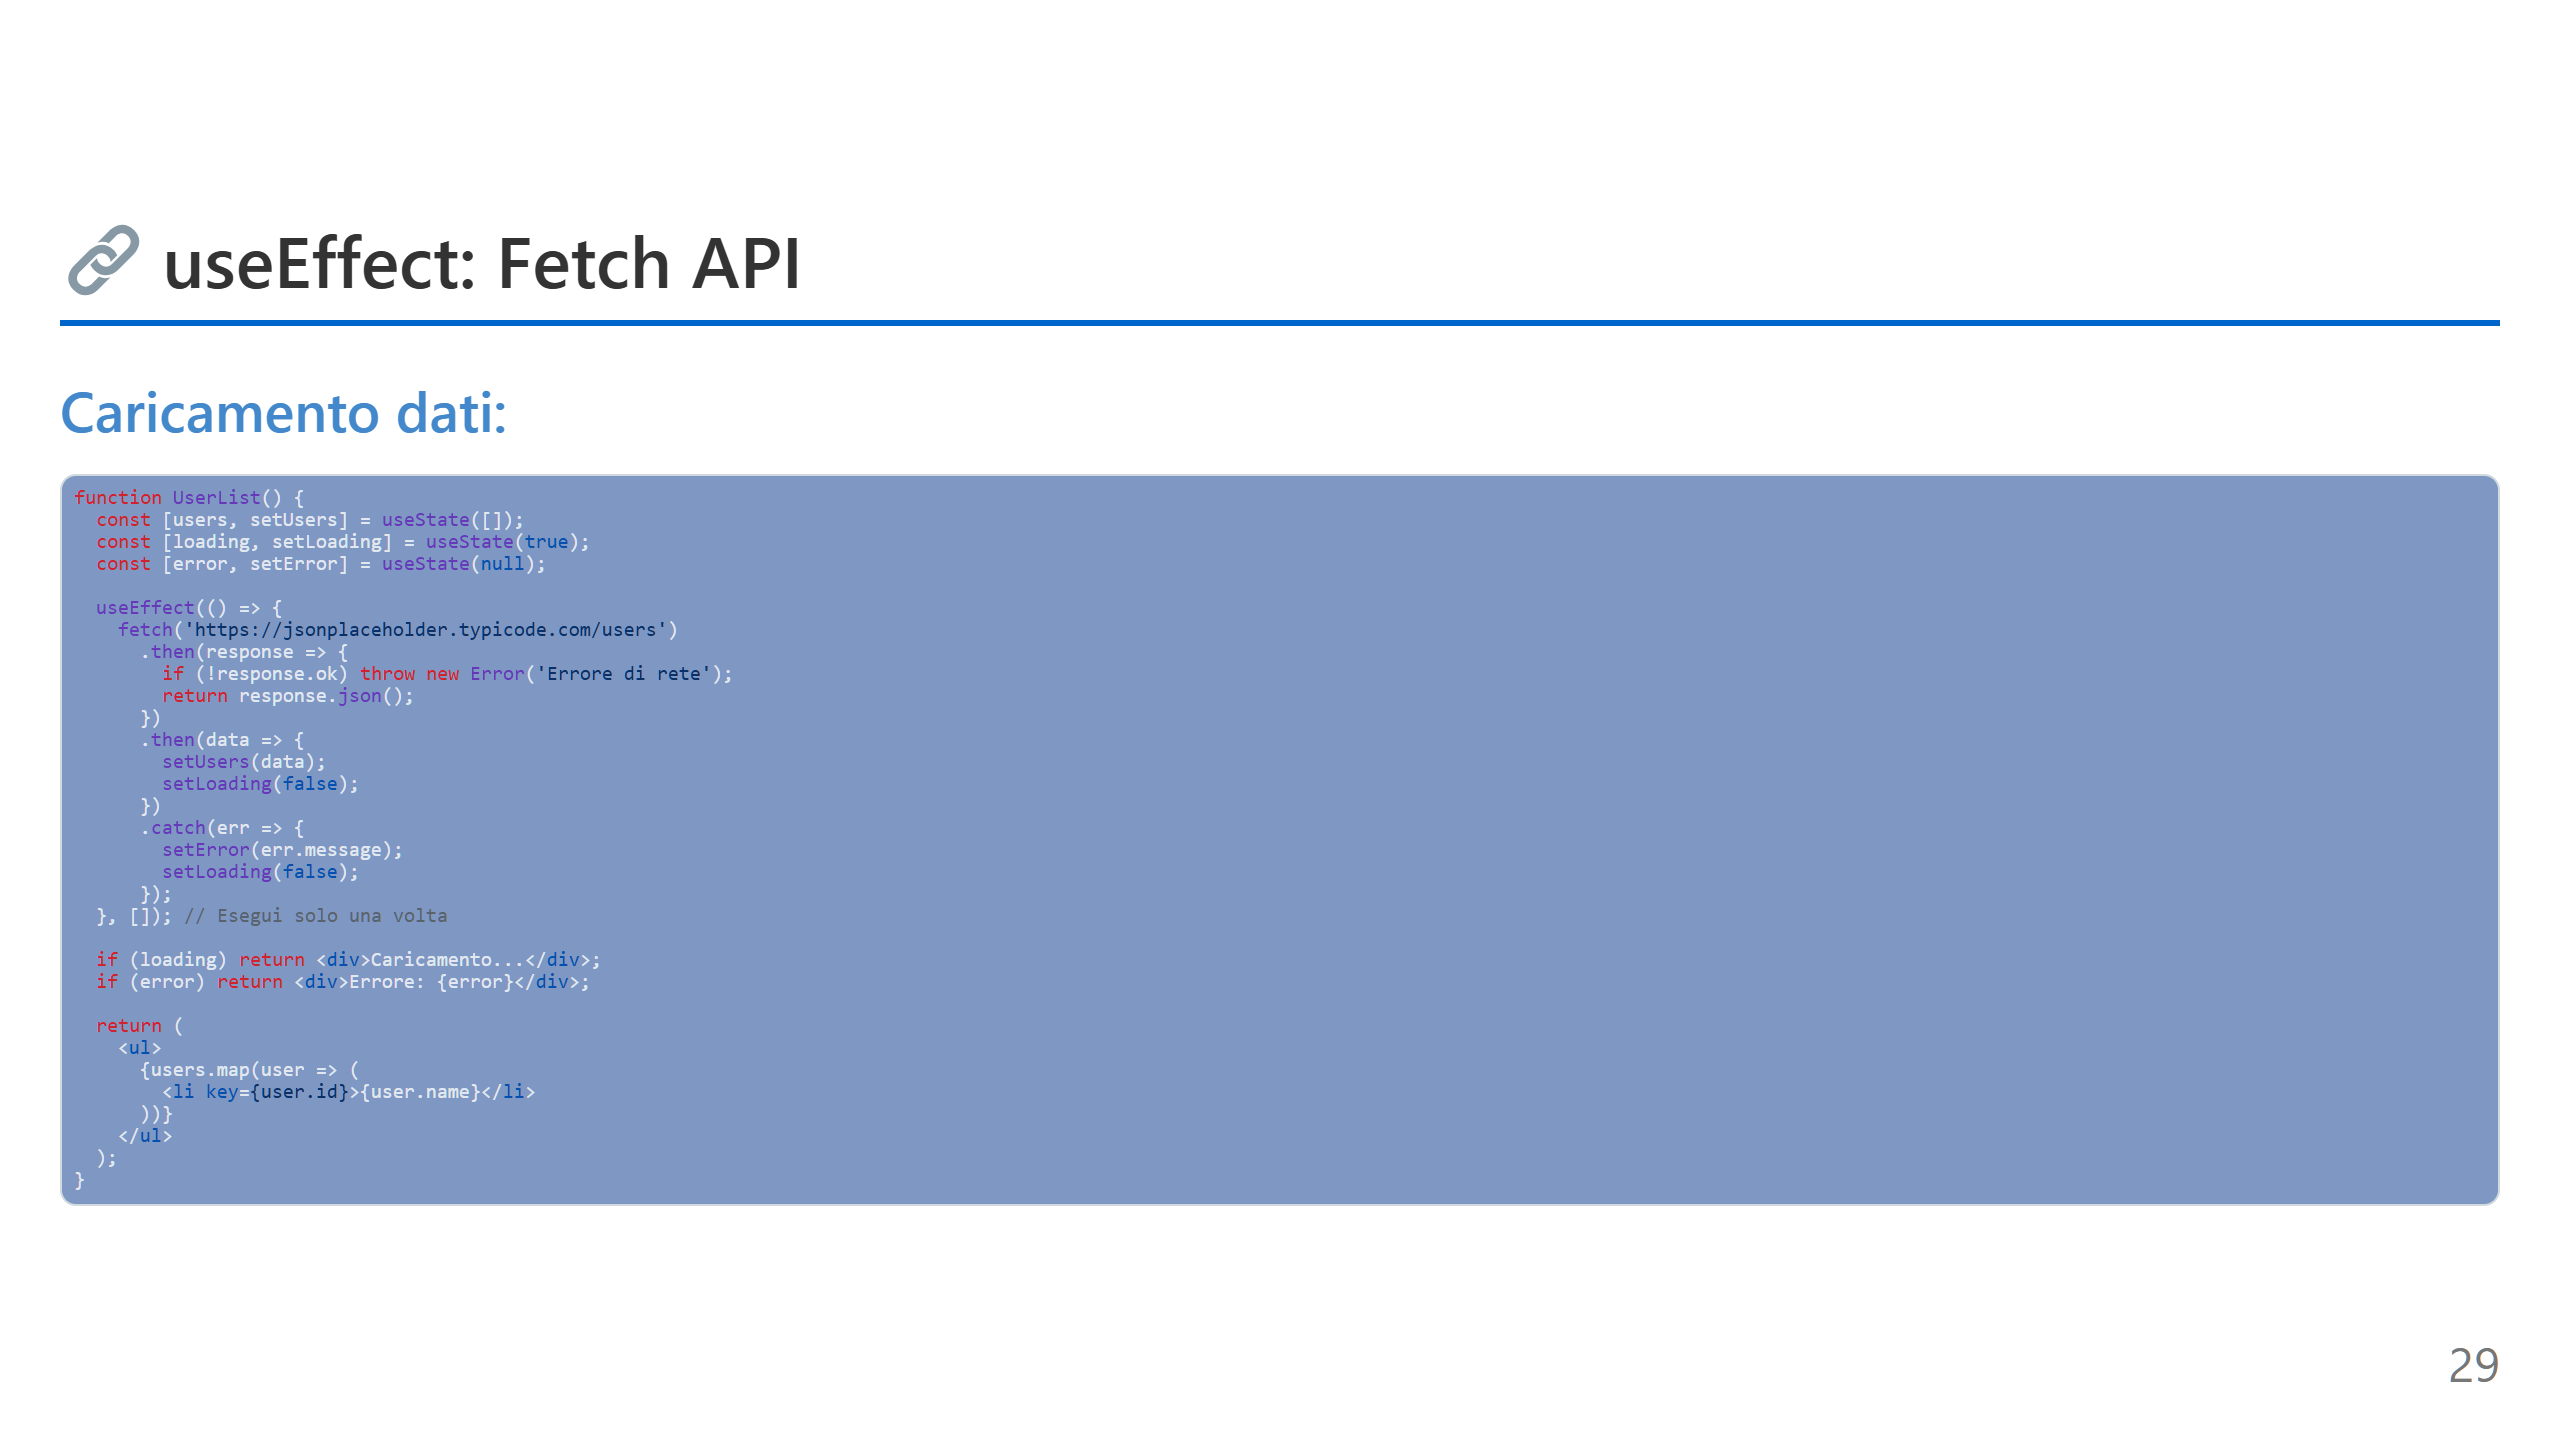 🔗 useEffect: Fetch API
Caricamento dati:
function UserList() {
  const [users, setUsers] = useState([]);
  const [loading, setLoading] = useState(true);
  const [error, setError] = useState(null);

  useEffect(() => {
    fetch('https://jsonplaceholder.typicode.com/users')
      .then(response => {
        if (!response.ok) throw new Error('Errore di rete');
        return response.json();
      })
      .then(data => {
        setUsers(data);
        setLoading(false);
      })
      .catch(err => {
        setError(err.message);
        setLoading(false);
      });
  }, []); // Esegui solo una volta

  if (loading) return <div>Caricamento...</div>;
  if (error) return <div>Errore: {error}</div>;

  return (
    <ul>
      {users.map(user => (
        <li key={user.id}>{user.name}</li>
      ))}
    </ul>
  );
}
29